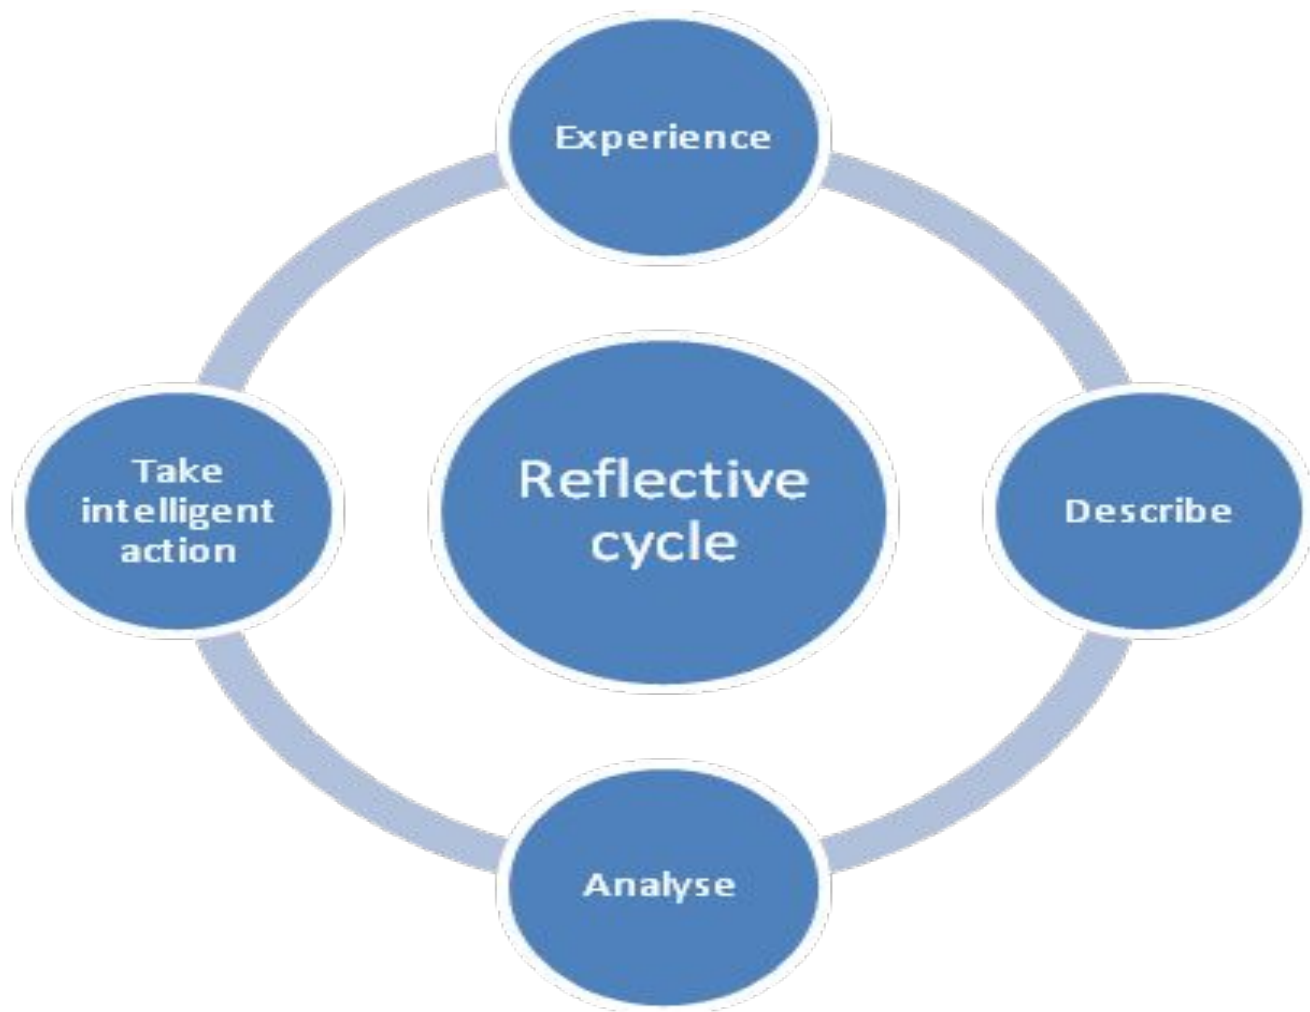 Experience
Take
intelligent
action
Reflective
cycle
Describe
Analyse